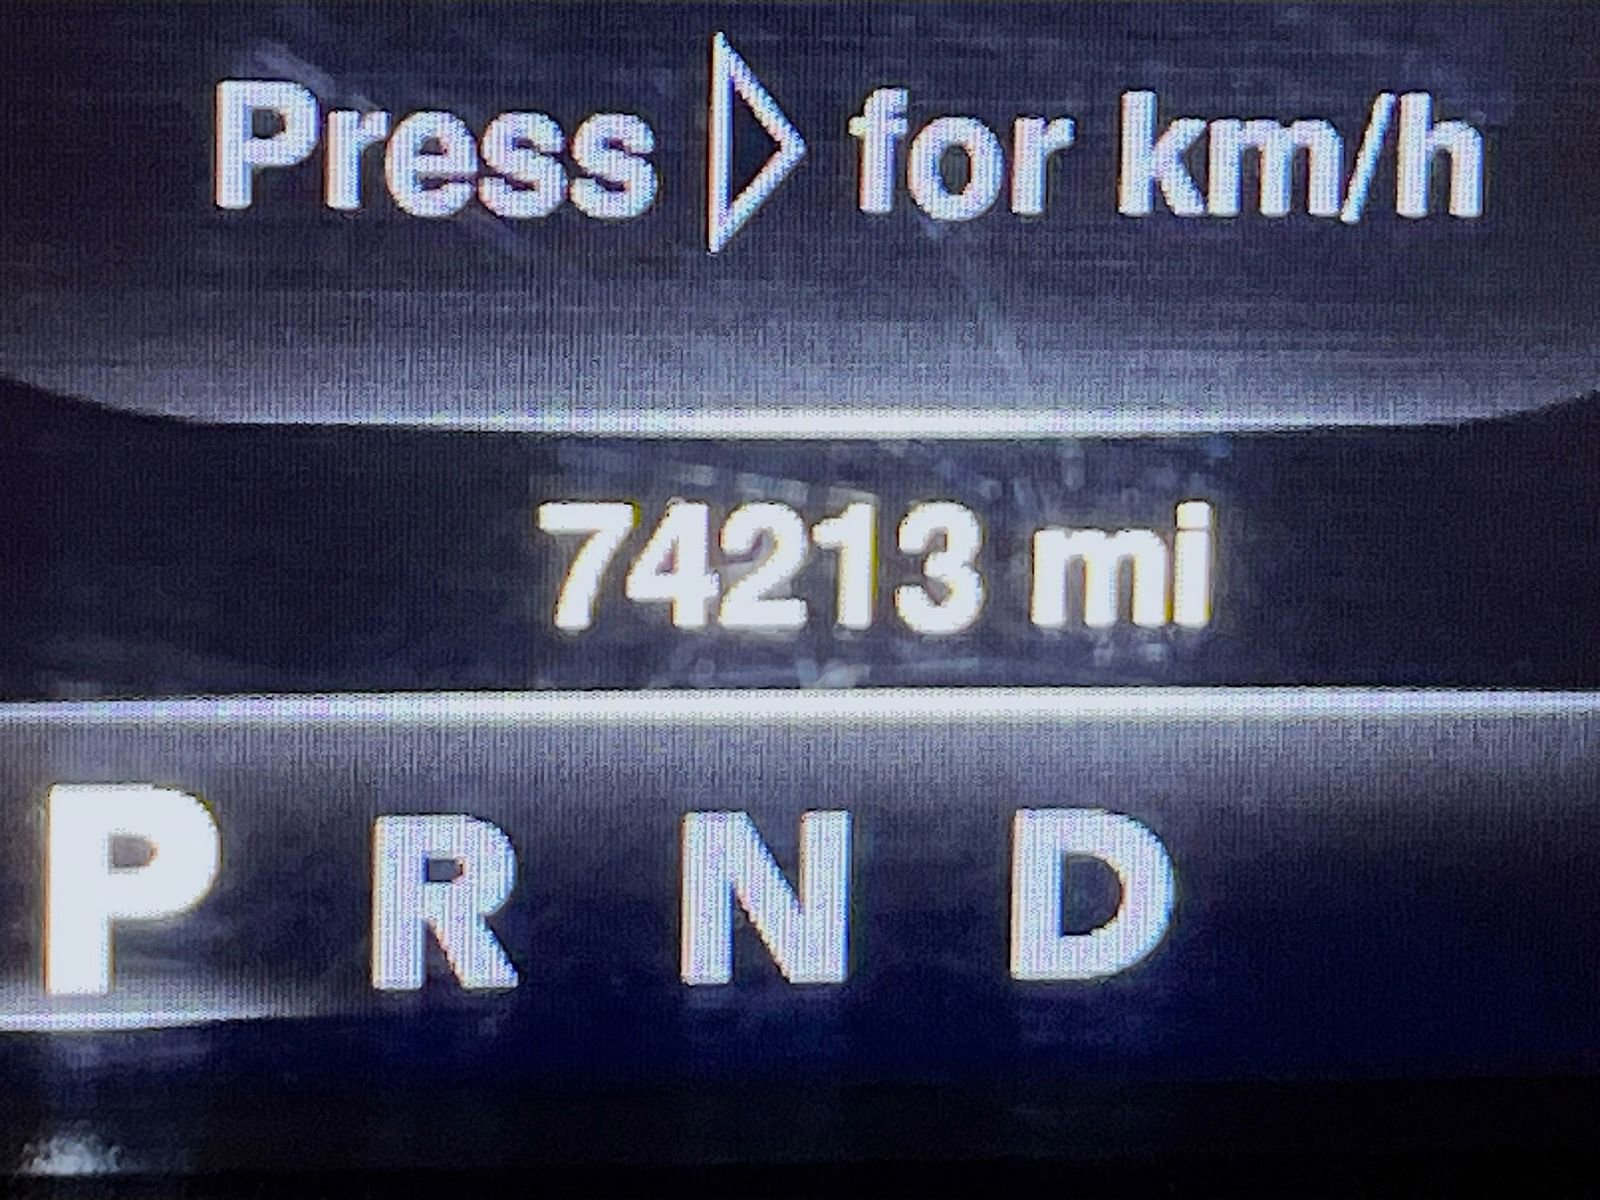 Press ▷ for km/h
74213 mi
P R N D